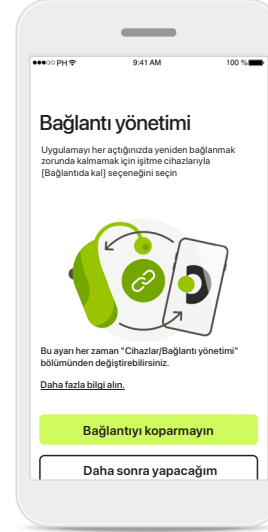 PH 9:41 AM 100 %
Bağlantı yönetimi
Uygulamayı her açtığınızda yeniden bağlanmak
zorunda kalmamak için işitme cihazlarıyla
[Bağlantıda kal] seçeneğini seçin
Bu ayarı her zaman "Cihazlar/Bağlantı yönetimi"
bölümünden değiştirebilirsiniz.
Daha fazla bilgi alın.
Bağlantıyı koparmayın
Daha sonra yapacağım